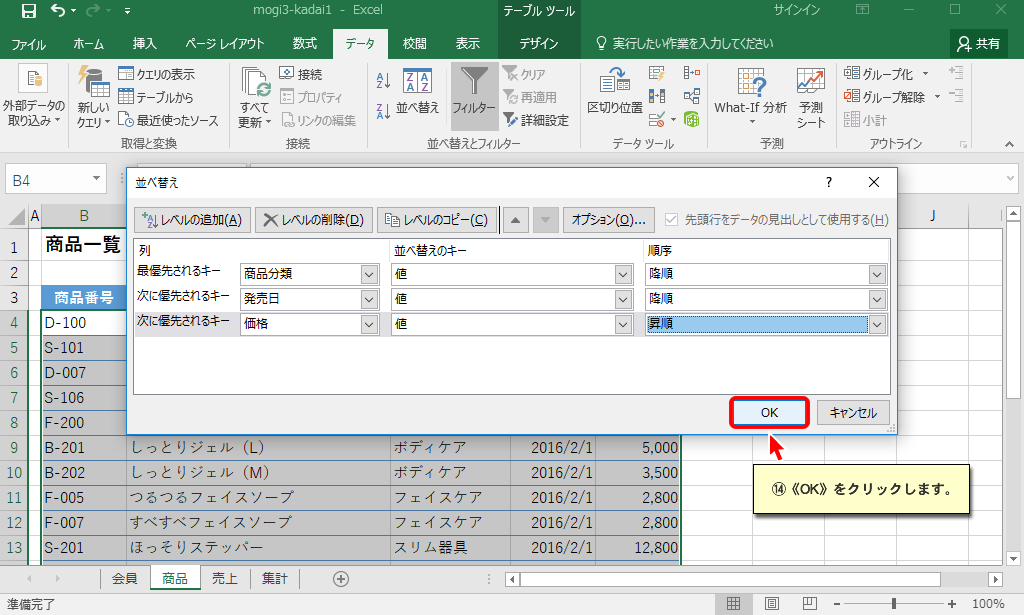 mogi3-kadai1 - Excel
テーブル ツール
サインイン
ファイル ホーム 挿入 ページ レイアウト 数式 データ 校閲 表示 デザイン 実行したい作業を入力してください 共有
外部データの
取り込み
新しい
クエリ
クエリの表示
テーブルから
最近使ったソース
取得と変換
すべて
更新
接続
プロパティ
リンクの編集
接続
並べ替え
フィルター
クリア
再適用
詳細設定
並べ替えとフィルター
区切り位置
データ ツール
What-If 分析
予測
シート
予測
グループ化
グループ解除
小計
アウトライン
B4
並べ替え
レベルの追加(A) レベルの削除(D) レベルのコピー(C) オプション(O)... 先頭行をデータの見出しとして使用する(H)
列 並べ替えのキー 順序
最優先されるキー 商品分類 値 降順
次に優先されるキー 発売日 値 降順
次に優先されるキー 価格 値 昇順
OK キャンセル
⑭《OK》をクリックします。
A B J
1 商品一覧
2
3 商品番号
4 D-100
5 S-101
6 D-007
7 S-106
8 F-200
9 B-201 しっとりジェル（L） ボディケア 2016/2/1 5,000
10 B-202 しっとりジェル（M） ボディケア 2016/2/1 3,500
11 F-005 つるつるフェイスソープ フェイスケア 2016/2/1 2,800
12 F-007 すべすべフェイスソープ フェイスケア 2016/2/1 2,800
13 S-201 ほっそりステッパー スリム器具 2016/2/1 12,800
会員 商品 売上 集計
準備完了
100%